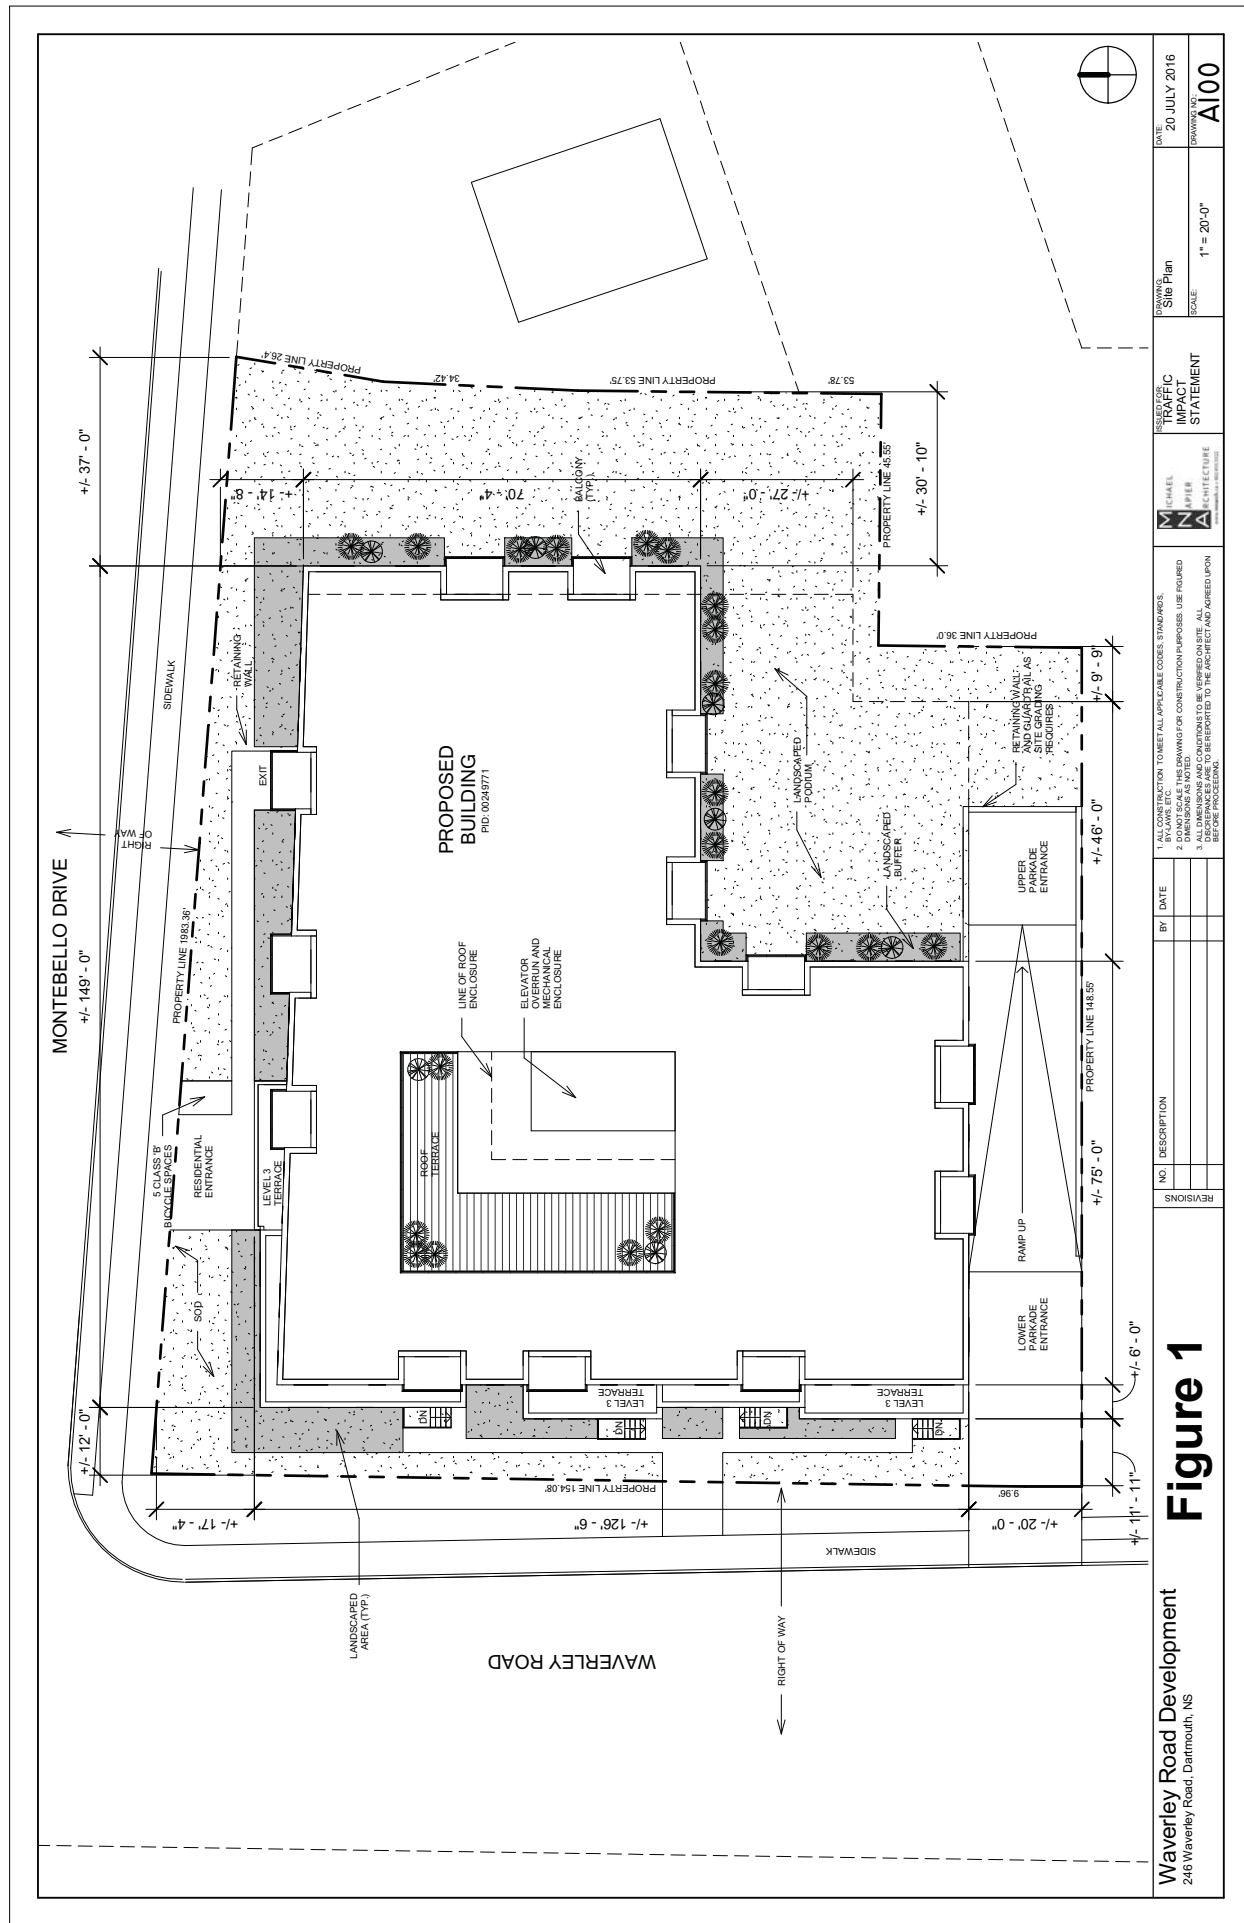 MONTEBELLO DRIVE
+/- 12' - 0"
+/- 149' - 0"
+/- 37' - 0"
SIDEWALK
RIGHT
OF WAY
PROPERTY LINE 1983.36'
5 CLASS 'B'
BICYCLE SPACES
RESIDENTIAL
ENTRANCE
SOD
RETAINING
WALL
EXIT
LEVEL 3
TERRACE
PROPERTY LINE 26.4'
34.42'
PROPERTY LINE 53.75'
53.78'
+/- 14' - 8"
70' - 4"
+/- 27' - 0"
BALCONY
(TYP.)
PROPERTY LINE 45.55'
+/- 30' - 10"
PROPOSED
BUILDING
PID: 00249771
LINE OF ROOF
ENCLOSURE
ELEVATOR
OVERRUN AND
MECHANICAL
ENCLOSURE
ROOF
TERRACE
LANDSCAPED
PODIUM
LANDSCAPED
BUFFER
PROPERTY LINE 36.0'
RETAINING WALL
AND GUARD RAIL AS
SITE GRADING
REQUIRES
+/- 9' - 9"
+/- 46' - 0"
+/- 75' - 0"
+/- 6' - 0"
+/- 11' - 11"
UPPER
PARKADE
ENTRANCE
RAMP UP
LOWER
PARKADE
ENTRANCE
PROPERTY LINE 148.55'
LEVEL 3
TERRACE
LEVEL 3
TERRACE
DN
DN
DN
DN
PROPERTY LINE 154.08'
9.96'
+/- 17' - 4"
+/- 126' - 6"
+/- 20' - 0"
SIDEWALK
LANDSCAPED
AREA (TYP.)
RIGHT OF WAY
WAVERLEY ROAD
Waverley Road Development
246 Waverley Road, Dartmouth, NS
Figure 1
REVISIONS
NO.
DESCRIPTION
BY
DATE
1. ALL CONSTRUCTION TO MEET ALL APPLICABLE CODES, STANDARDS,
BY-LAWS, ETC.
2. DO NOT SCALE THIS DRAWING FOR CONSTRUCTION PURPOSES. USE FIGURED
DIMENSIONS AS NOTED.
3. ALL DIMENSIONS AND CONDITIONS TO BE VERIFIED ON SITE. ALL
DISCREPANCIES ARE TO BE REPORTED TO THE ARCHITECT AND AGREED UPON
BEFORE PROCEEDING.
MICHAEL
NAPIER
ARCHITECTURE
ISSUED FOR:
TRAFFIC
IMPACT
STATEMENT
DRAWING:
Site Plan
SCALE:
1" = 20'-0"
DATE:
20 JULY 2016
DRAWING NO.:
A100